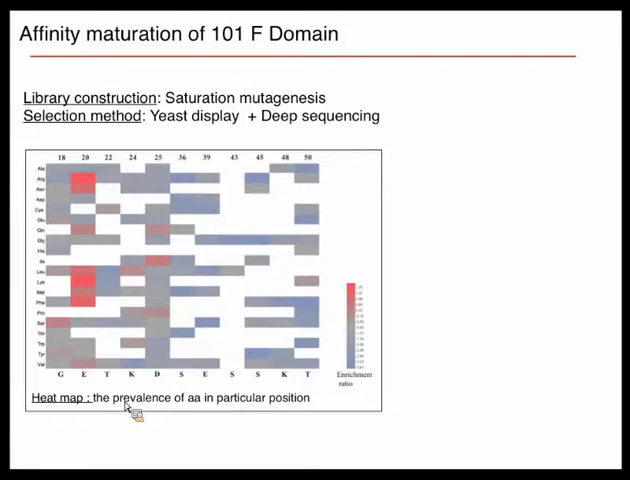 Affinity maturation of 101 F Domain
Library construction: Saturation mutagenesis
Selection method: Yeast display + Deep sequencing
18 20 22 24 25 36 39 43 45 48 50
Ala
Arg
Asn
Asp
Cys
Glu
Gln
Gly
His
Ile
Leu
Lys
Met
Phe
Pro
Ser
Thr
Trp
Tyr
Val
G E T K D S E S S K T
Enrichment
ratio
Heat map : the prevalence of aa in particular position